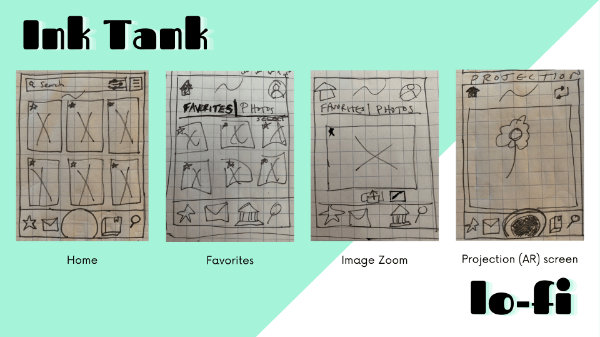 Ink Tank
Search
FAVORITES | PHOTOS
SELECT
FAVORITES | PHOTOS
PROJECTION
Home
Favorites
Image Zoom
Projection (AR) screen
lo-fi